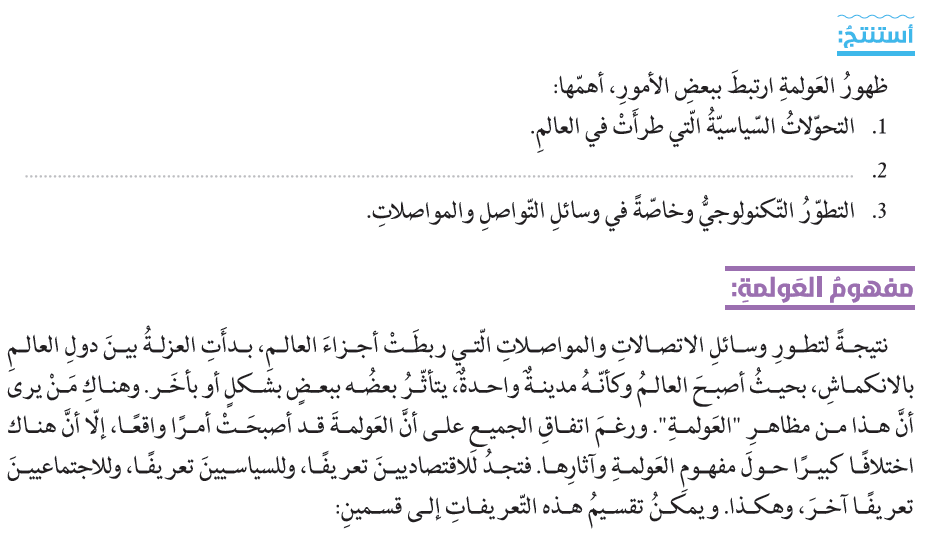 أستنتجُ:
ظهورُ العَولمةِ ارتبطَ ببعضِ الأمورِ، أهمّها:
1. التحوّلاتُ السّياسيّةُ الّتي طرأَتْ في العالمِ.
2. ........................................................................
3. التطوّرُ التّكنولوجيُّ وخاصّةً في وسائلِ التّواصلِ والمواصلاتِ.
مفهومُ العَولمةِ:
نتيجةً لتطورِ وسائلِ الاتصالاتِ والمواصلاتِ الّتي ربطَتْ أجزاءَ العالمِ، بدأَتِ العزلةُ بينَ دولِ العالمِ
بالانكماشِ، بحيثُ أصبحَ العالمُ وكأنّهُ مدينةٌ واحدةٌ، يتأثّرُ بعضُه ببعضٍ بشكلٍ أو بأخَر. وهناكِ مَنْ يرى
أنَّ هذا من مظاهرِ "العَولمةِ". ورغمَ اتفاقِ الجميعِ على أنَّ العَولمةَ قد أصبحَتْ أمرًا واقعًا، إلّا أنَّ هناك
اختلافًا كبيرًا حولَ مفهومِ العَولمةِ وآثارِها. فتجدُ للاقتصاديينَ تعريفًا، وللسياسيينَ تعريفًا، وللاجتماعيينَ
تعريفًا آخرَ، وهكذا. ويمكنُ تقسيمُ هذه التّعريفاتِ إلى قسمينِ: